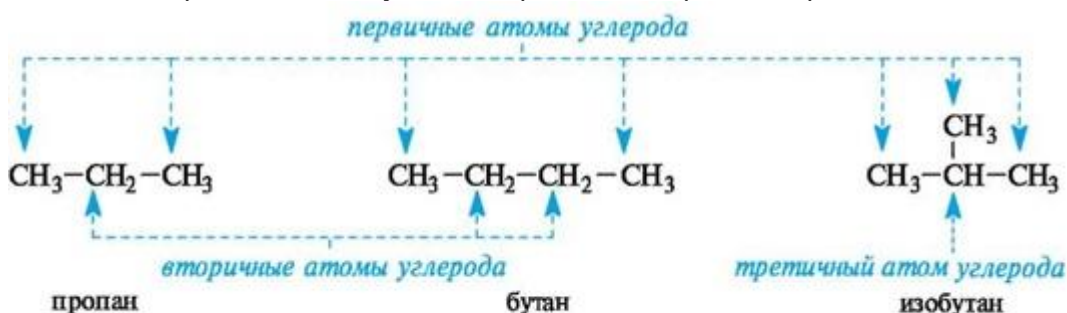 первичные атомы углерода
CH₃
CH₃–CH₂–CH₃ CH₃–CH₂–CH₂–CH₃ CH₃–CH–CH₃
вторичные атомы углерода третичный атом углерода
пропан бутан изобутан